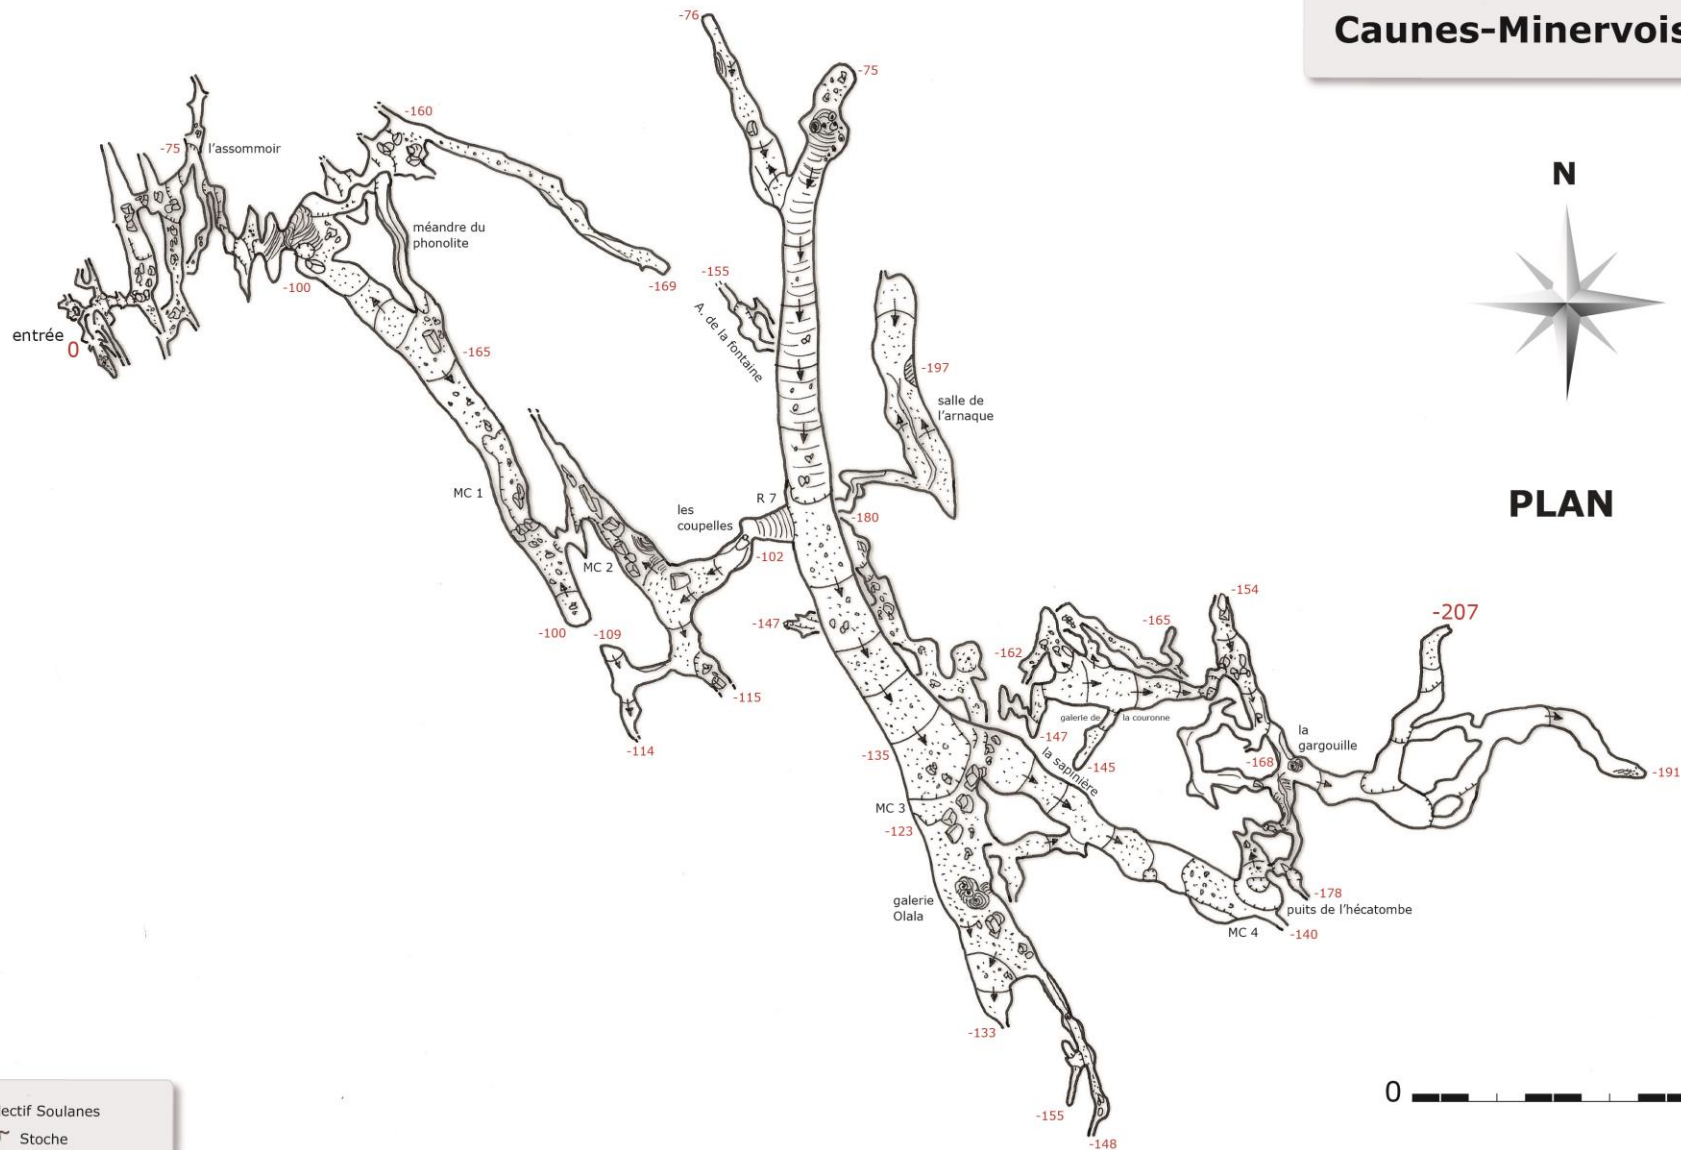 Caunes-Minervois
-76
-75
-160
-75
l'assommoir
N
méandre du
phonolite
-155
-169
-100
A. de la fontaine
entrée
0
-165
-197
salle de
l'arnaque
MC 1
R 7
les
coupelles
-180
PLAN
-102
MC 2
-154
-100
-109
-147
-165
-207
-162
-115
galerie de
la couronne
-147
la
gargouille
-114
-135
la sapinière
-145
-168
-191
MC 3
-123
-178
galerie
Olala
puits de l'hécatombe
MC 4
-140
-133
0
-155
-148
lectif Soulanes
Stoche